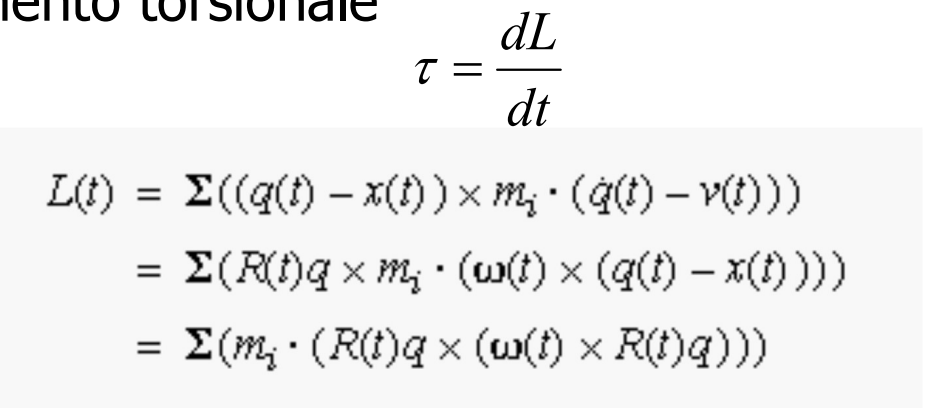 ento torsionale
τ = dL/dt
L(t) = Σ((q(t) – x(t)) × mᵢ · (q̇(t) – v(t)))
= Σ(R(t)q × mᵢ · (ω(t) × (q(t) – x(t))))
= Σ(mᵢ · (R(t)q × (ω(t) × R(t)q)))